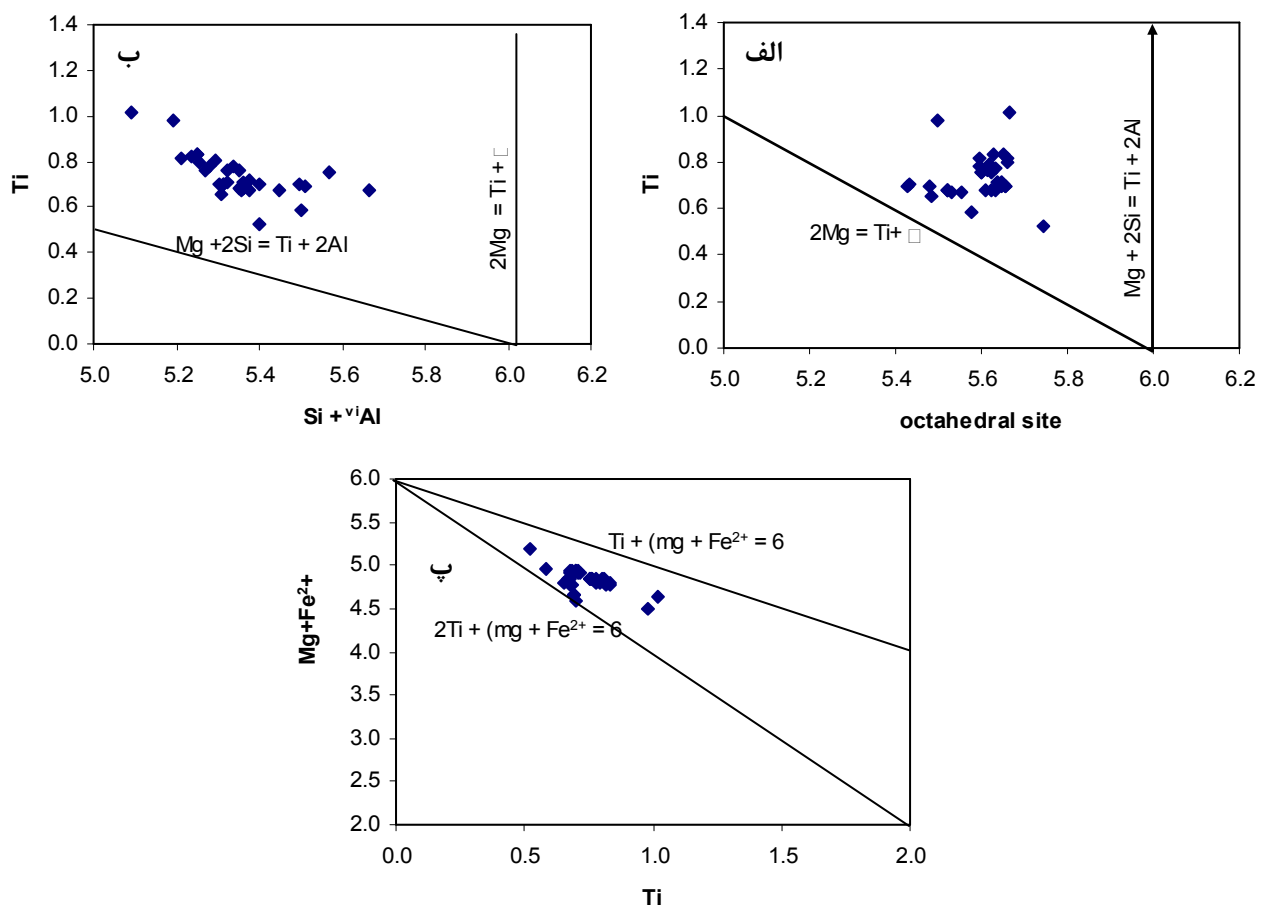 ب
1.4
1.2
1.0
0.8
0.6
0.4
0.2
0.0
Ti
Mg +2Si = Ti + 2Al
2Mg = Ti + □
5.0 5.2 5.4 5.6 5.8 6.0 6.2
Si + ᵛⁱAl
الف
1.4
1.2
1.0
0.8
0.6
0.4
0.2
0.0
Ti
2Mg = Ti+ □
Mg + 2Si = Ti + 2Al
5.0 5.2 5.4 5.6 5.8 6.0 6.2
octahedral site
پ
6.0
5.5
5.0
4.5
4.0
3.5
3.0
2.5
2.0
Mg+Fe²⁺
Ti + (mg + Fe²⁺ = 6
2Ti + (mg + Fe²⁺ = 6
0.0 0.5 1.0 1.5 2.0
Ti